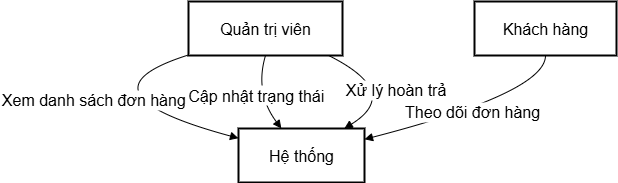 Quản trị viên
Khách hàng
Xem danh sách đơn hàng
Cập nhật trạng thái
Xử lý hoàn trả
Theo dõi đơn hàng
Hệ thống